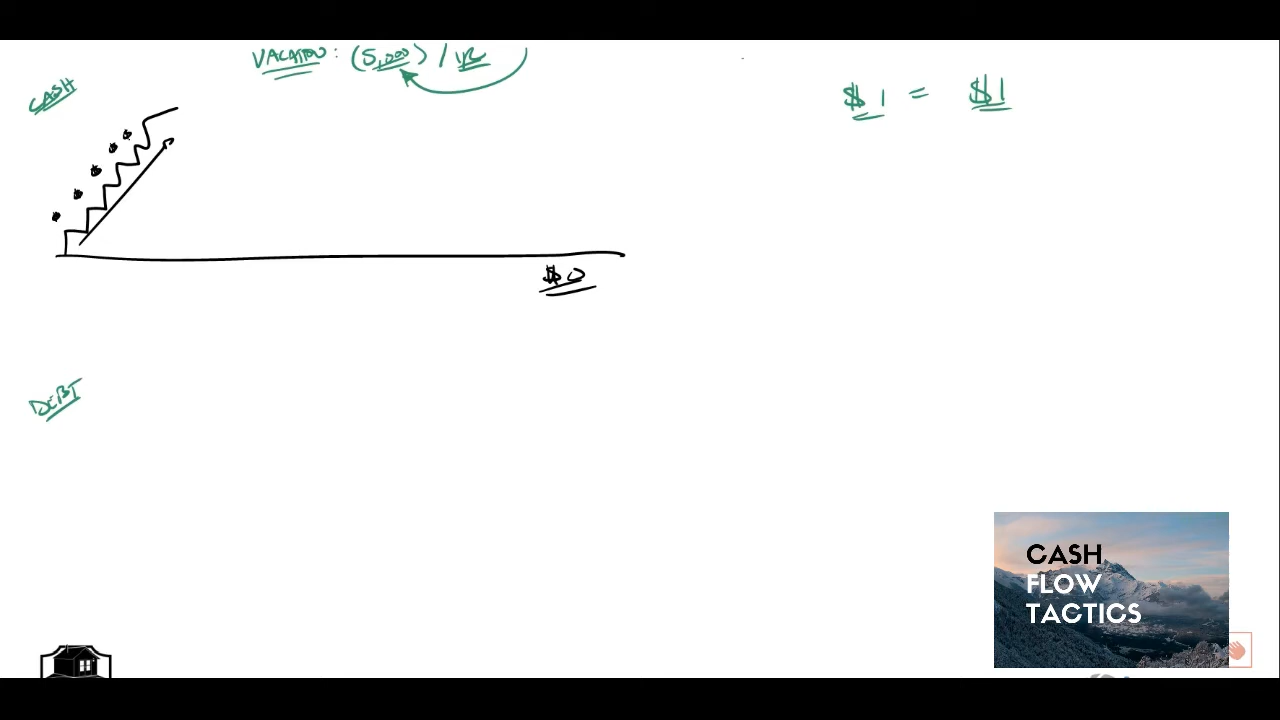 VACATION: (5,000) / YR
CASH
$1 = $1
$0
DEBT
CASH
FLOW
TACTICS